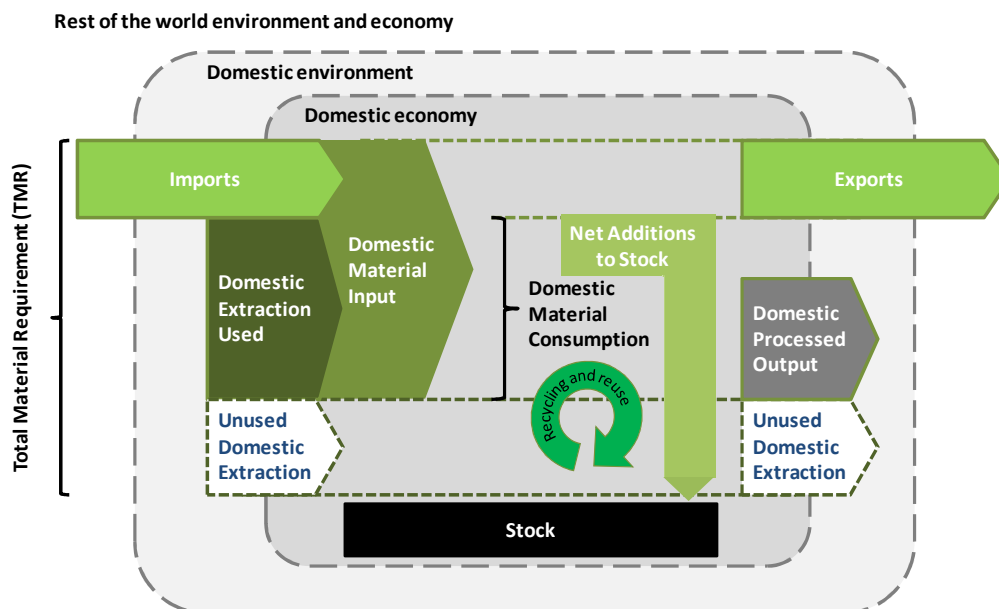 Rest of the world environment and economy
Domestic environment
Domestic economy
Total Material Requirement (TMR)
Imports
Exports
Domestic
Extraction
Used
Domestic
Material
Input
Net Additions
to Stock
Domestic
Material
Consumption
Domestic
Processed
Output
Recycling and reuse
Unused
Domestic
Extraction
Unused
Domestic
Extraction
Stock